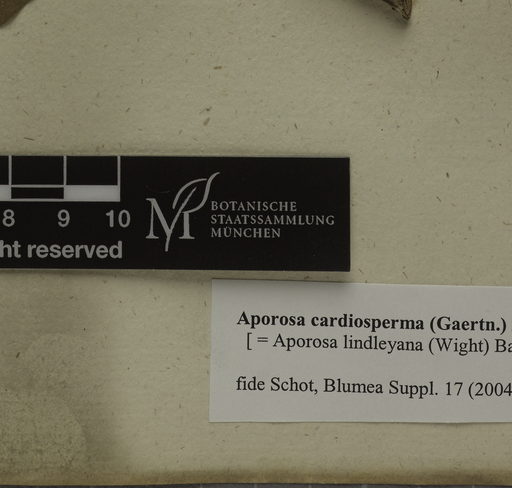 8 9 10
ht reserved
M BOTANISCHE
STAATSSAMMLUNG
MÜNCHEN
Aporosa cardiosperma (Gaertn.)
[ = Aporosa lindleyana (Wight) Ba
fide Schot, Blumea Suppl. 17 (2004